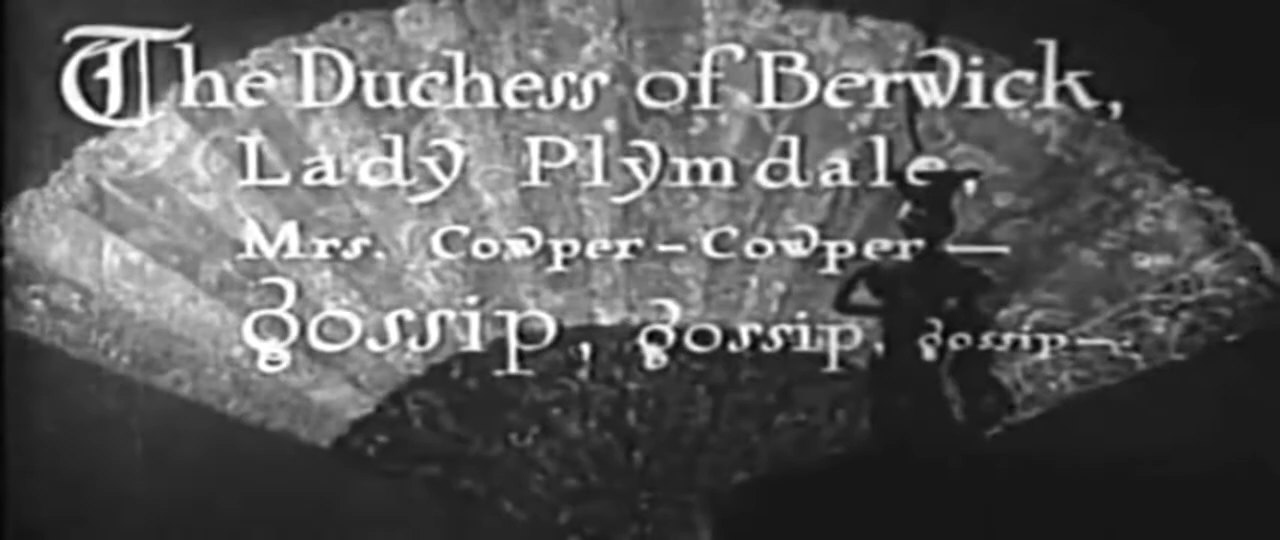 The Duchess of Berwick,
Lady Plymdale,
Mrs. Cowper-Cowper —
gossip, gossip, gossip—